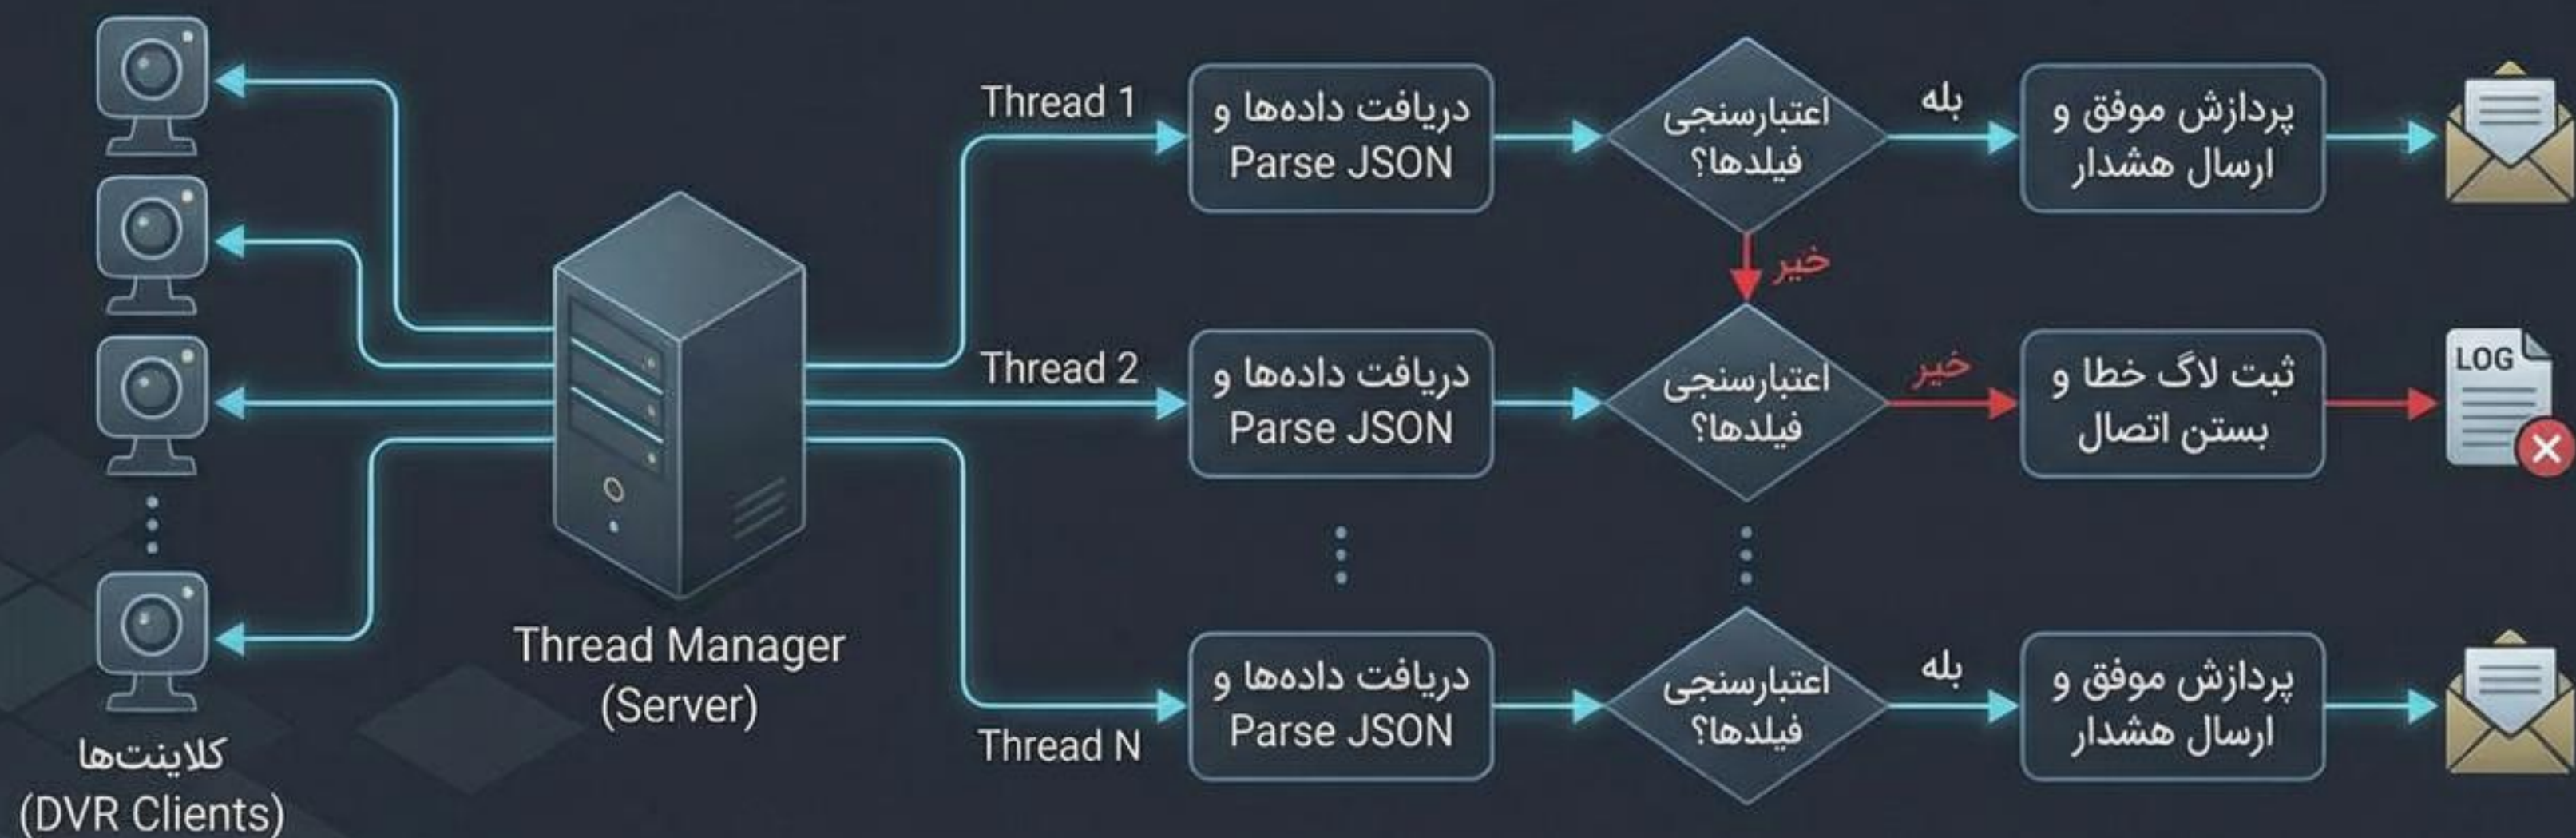 Thread 1
دریافت داده‌ها و
Parse JSON
اعتبارسنجی
فیلدها؟
بله
پردازش موفق و
ارسال هشدار
خیر
Thread 2
دریافت داده‌ها و
Parse JSON
اعتبارسنجی
فیلدها؟
خیر
ثبت لاگ خطا و
بستن اتصال
LOG
Thread Manager
(Server)
Thread N
دریافت داده‌ها و
Parse JSON
اعتبارسنجی
فیلدها؟
بله
پردازش موفق و
ارسال هشدار
کلاینت‌ها
(DVR Clients)